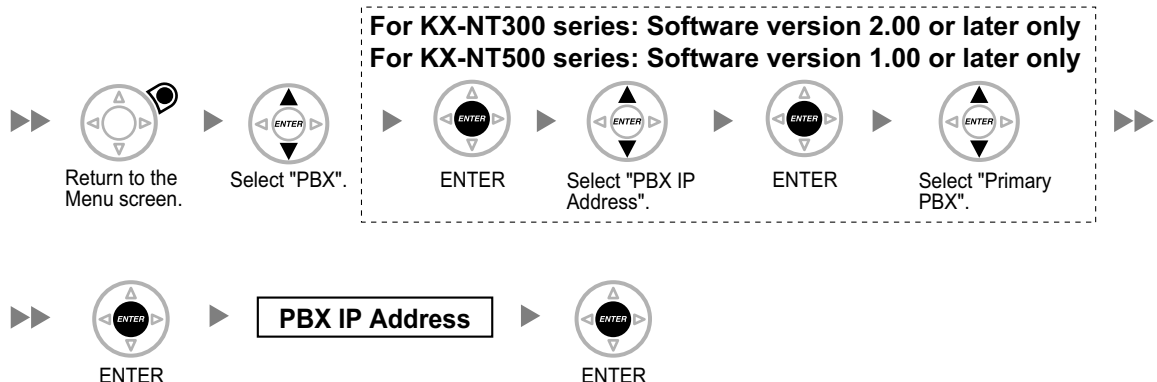 For KX-NT300 series: Software version 2.00 or later only
For KX-NT500 series: Software version 1.00 or later only
ENTER
ENTER
ENTER
ENTER
ENTER
Return to the
Menu screen.
Select "PBX".
ENTER
Select "PBX IP
Address".
ENTER
Select "Primary
PBX".
ENTER
PBX IP Address
ENTER
ENTER
ENTER